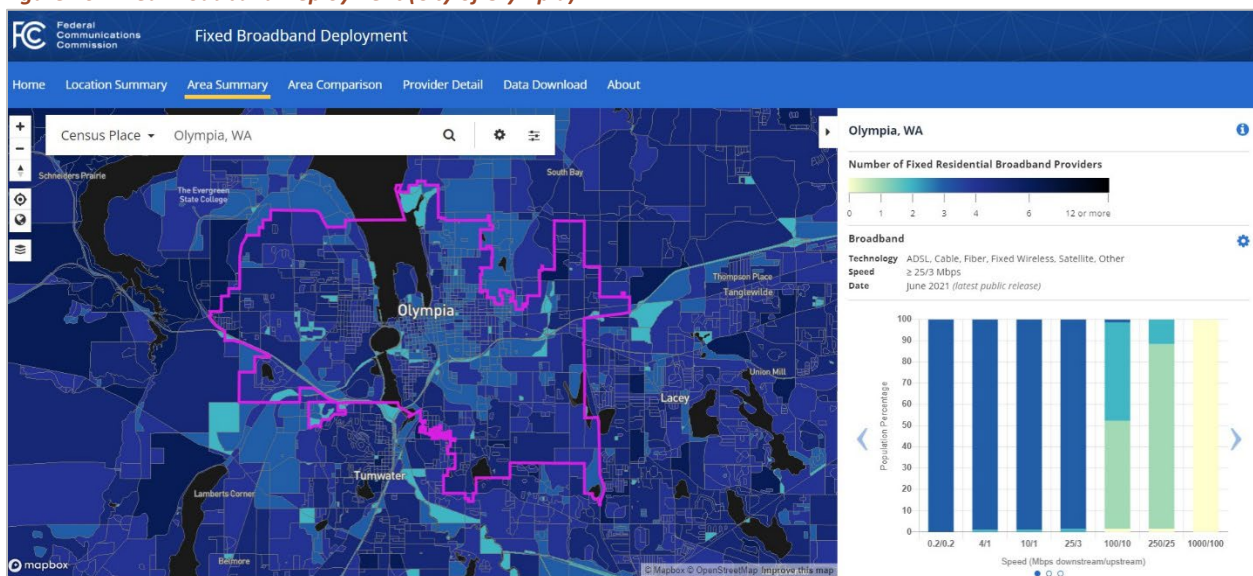 Federal
Communications
Commission
Fixed Broadband Deployment
Home Location Summary Area Summary Area Comparison Provider Detail Data Download About
Census Place Olympia, WA
Schneiders Prairie
The Evergreen
State College
South Bay
Thompson Place
Tanglewilde
Olympia
Union Mill
Lacey
Tumwater
Lamberts Corner
Belmore
mapbox
© Mapbox © OpenStreetMap Improve this map
Olympia, WA
Number of Fixed Residential Broadband Providers
0 1 2 3 4 6 12 or more
Broadband
Technology ADSL, Cable, Fiber, Fixed Wireless, Satellite, Other
Speed ≥ 25/3 Mbps
Date June 2021 (latest public release)
Population Percentage
100
90
80
70
60
50
40
30
20
10
0
0.2/0.2 4/1 10/1 25/3 100/10 250/25 1000/100
Speed (Mbps downstream/upstream)